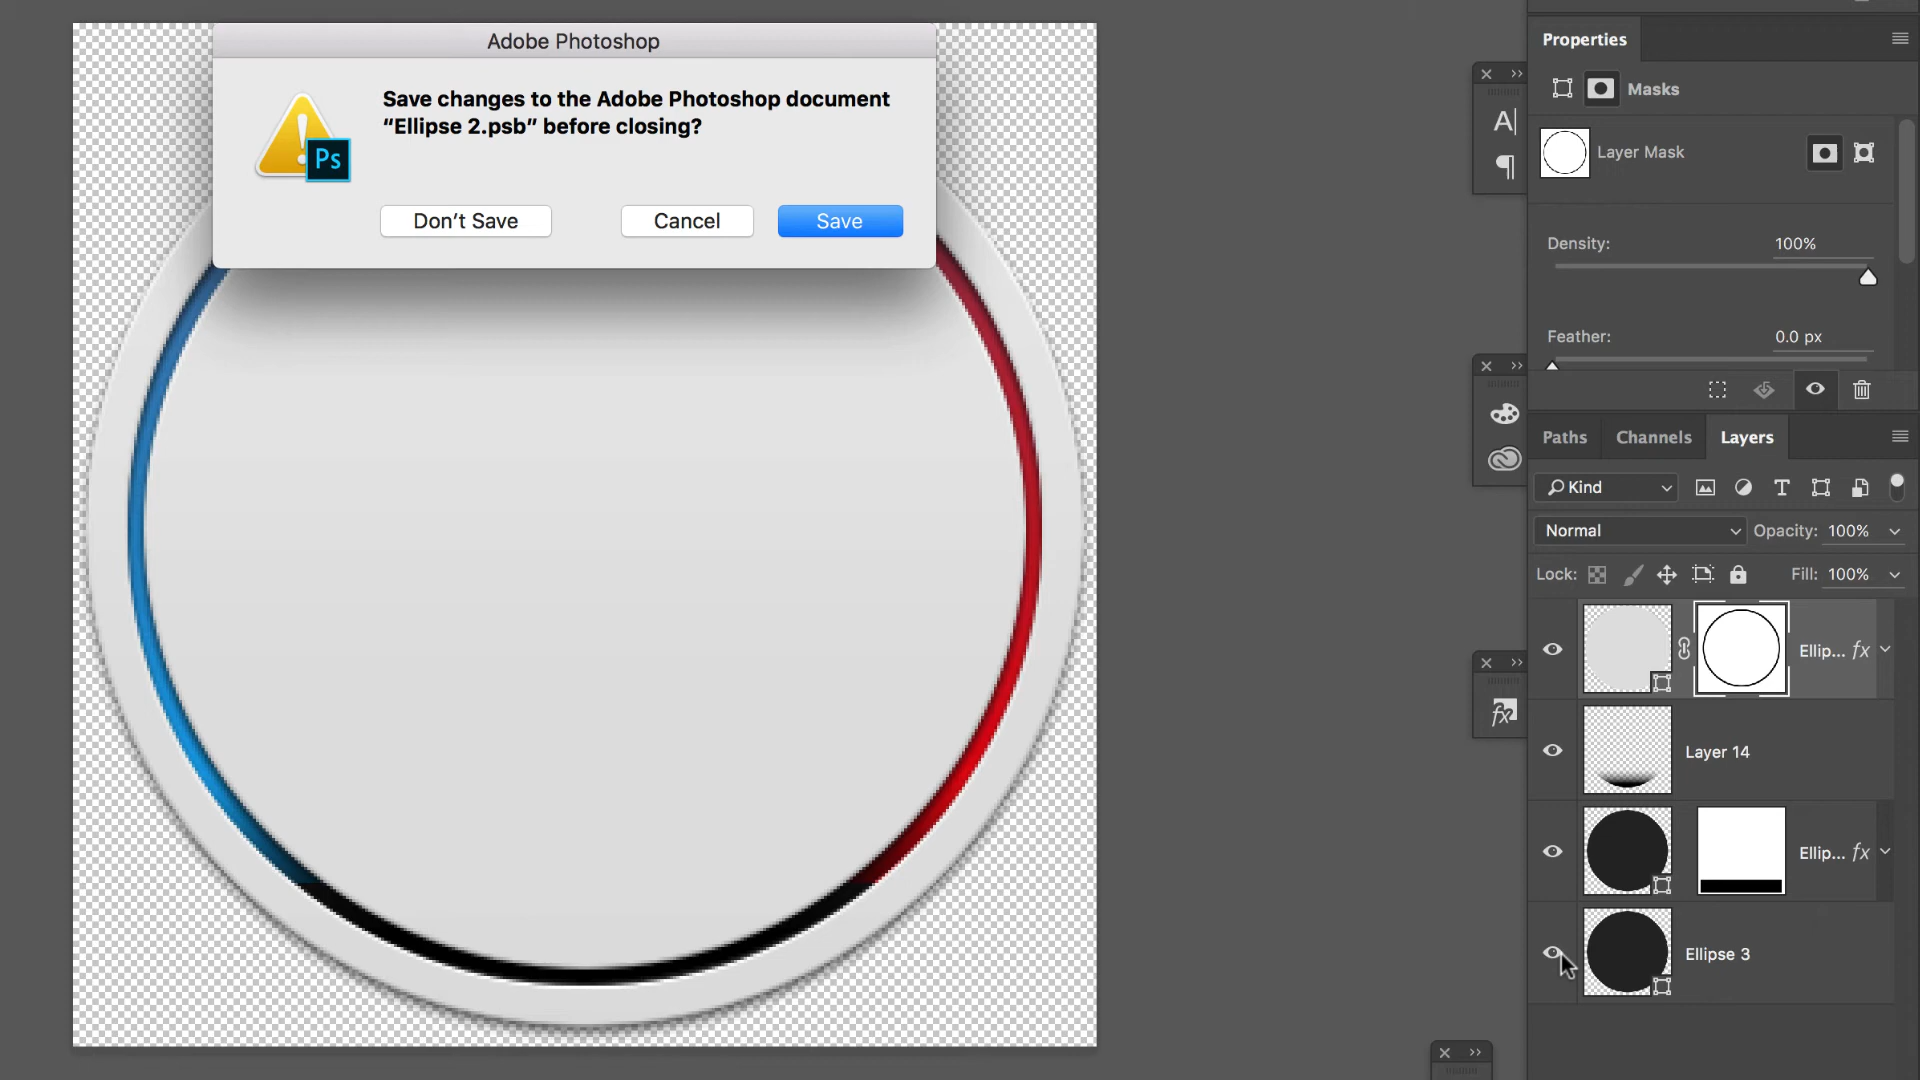 Adobe Photoshop
Save changes to the Adobe Photoshop document
“Ellipse 2.psb” before closing?
Ps
Don’t Save
Cancel
Save
Properties
Masks
Layer Mask
Density:
100%
Feather:
0.0 px
A|
¶
fx
Paths
Channels
Layers
Kind
T
Normal
Opacity:
100%
Lock:
Fill:
100%
Ellip...
fx
Layer 14
Ellip...
fx
Ellipse 3